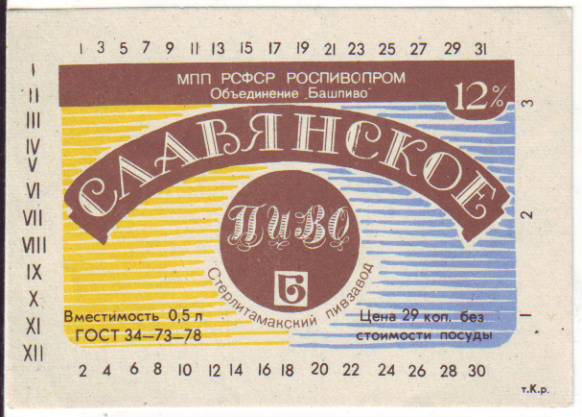 1 3 5 7 9 11 13 15 17 19 21 23 25 27 29 31
МПП РСФСР РОСПИВОПРОМ
Объединение „Башпиво"
12%
СЛАВЯНСКОЕ
ПИВО
Б
Стерлитамакский пивзавод
Вместимость 0,5 л
ГОСТ 34—73—78
Цена 29 коп. без
стоимости посуды
I
II
III
IV
V
VI
VII
VIII
IX
X
XI
XII
3
2
1
2 4 6 8 10 12 14 16 18 20 22 24 26 28 30
т.К.р.